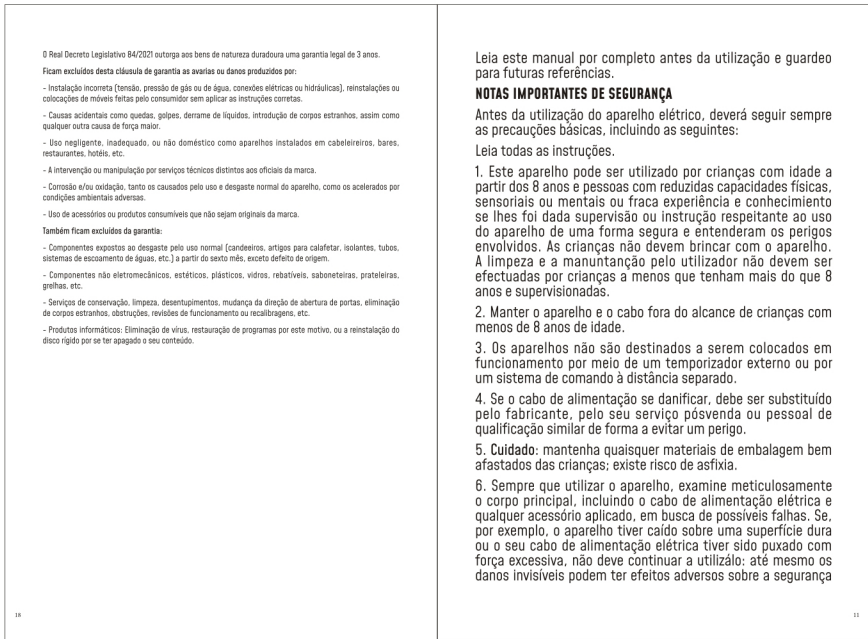 O Real Decreto Legislativo 84/2021 outorga aos bens de natureza duradoura uma garantia legal de 3 anos.
Ficam excluídos desta cláusula de garantia as avarias ou danos produzidos por:
- Instalação incorreta (tensão, pressão de gás ou de água, conexões elétricas ou hidráulicas), reinstalações ou
colocações de móveis feitas pelo consumidor sem aplicar as instruções corretas.
- Causas acidentais como quedas, golpes, derrame de líquidos, introdução de corpos estranhos, assim como
qualquer outra causa de força maior.
- Uso negligente, inadequado, ou não doméstico como aparelhos instalados em cabeleireiros, bares,
restaurantes, hotéis, etc.
- A intervenção ou manipulação por serviços técnicos distintos aos oficiais da marca.
- Corrosão e/ou oxidação, tanto os causados pelo uso e desgaste normal do aparelho, como os acelerados por
condições ambientais adversas.
- Uso de acessórios ou produtos consumíveis que não sejam originais da marca.
Também ficam excluídos da garantia:
- Componentes expostos ao desgaste pelo uso normal (candeeiros, artigos para calafetar, isolantes, tubos,
sistemas de escoamento de águas, etc.) a partir do sexto mês, exceto defeito de origem.
- Componentes não eletromecânicos, estéticos, plásticos, vidros, rebatíveis, saboneteiras, prateleiras,
grelhas, etc.
- Serviços de conservação, limpeza, desentupimentos, mudança da direção de abertura de portas, eliminação
de corpos estranhos, obstruções, revisões de funcionamento ou recalibragens, etc.
- Produtos informáticos: Eliminação de vírus, restauração de programas por este motivo, ou a reinstalação do
disco rígido por se ter apagado o seu conteúdo.
18
Leia este manual por completo antes da utilização e guardeo
para futuras referências.
NOTAS IMPORTANTES DE SEGURANÇA
Antes da utilização do aparelho elétrico, deverá seguir sempre
as precauções básicas, incluindo as seguintes:
Leia todas as instruções.
1. Este aparelho pode ser utilizado por crianças com idade a
partir dos 8 anos e pessoas com reduzidas capacidades físicas,
sensoriais ou mentais ou fraca experiência e conhecimento
se lhes foi dada supervisão ou instrução respeitante ao uso
do aparelho de uma forma segura e entenderam os perigos
envolvidos. As crianças não devem brincar com o aparelho.
A limpeza e a manuntanção pelo utilizador não devem ser
efectuadas por crianças a menos que tenham mais do que 8
anos e supervisionadas.
2. Manter o aparelho e o cabo fora do alcance de crianças com
menos de 8 anos de idade.
3. Os aparelhos não são destinados a serem colocados em
funcionamento por meio de um temporizador externo ou por
um sistema de comando à distância separado.
4. Se o cabo de alimentação se danificar, debe ser substituído
pelo fabricante, pelo seu serviço pósvenda ou pessoal de
qualificação similar de forma a evitar um perigo.
5. Cuidado: mantenha quaisquer materiais de embalagem bem
afastados das crianças; existe risco de asfixia.
6. Sempre que utilizar o aparelho, examine meticulosamente
o corpo principal, incluindo o cabo de alimentação elétrica e
qualquer acessório aplicado, em busca de possíveis falhas. Se,
por exemplo, o aparelho tiver caído sobre uma superfície dura
ou o seu cabo de alimentação elétrica tiver sido puxado com
força excessiva, não deve continuar a utilizálo: até mesmo os
danos invisíveis podem ter efeitos adversos sobre a segurança
11